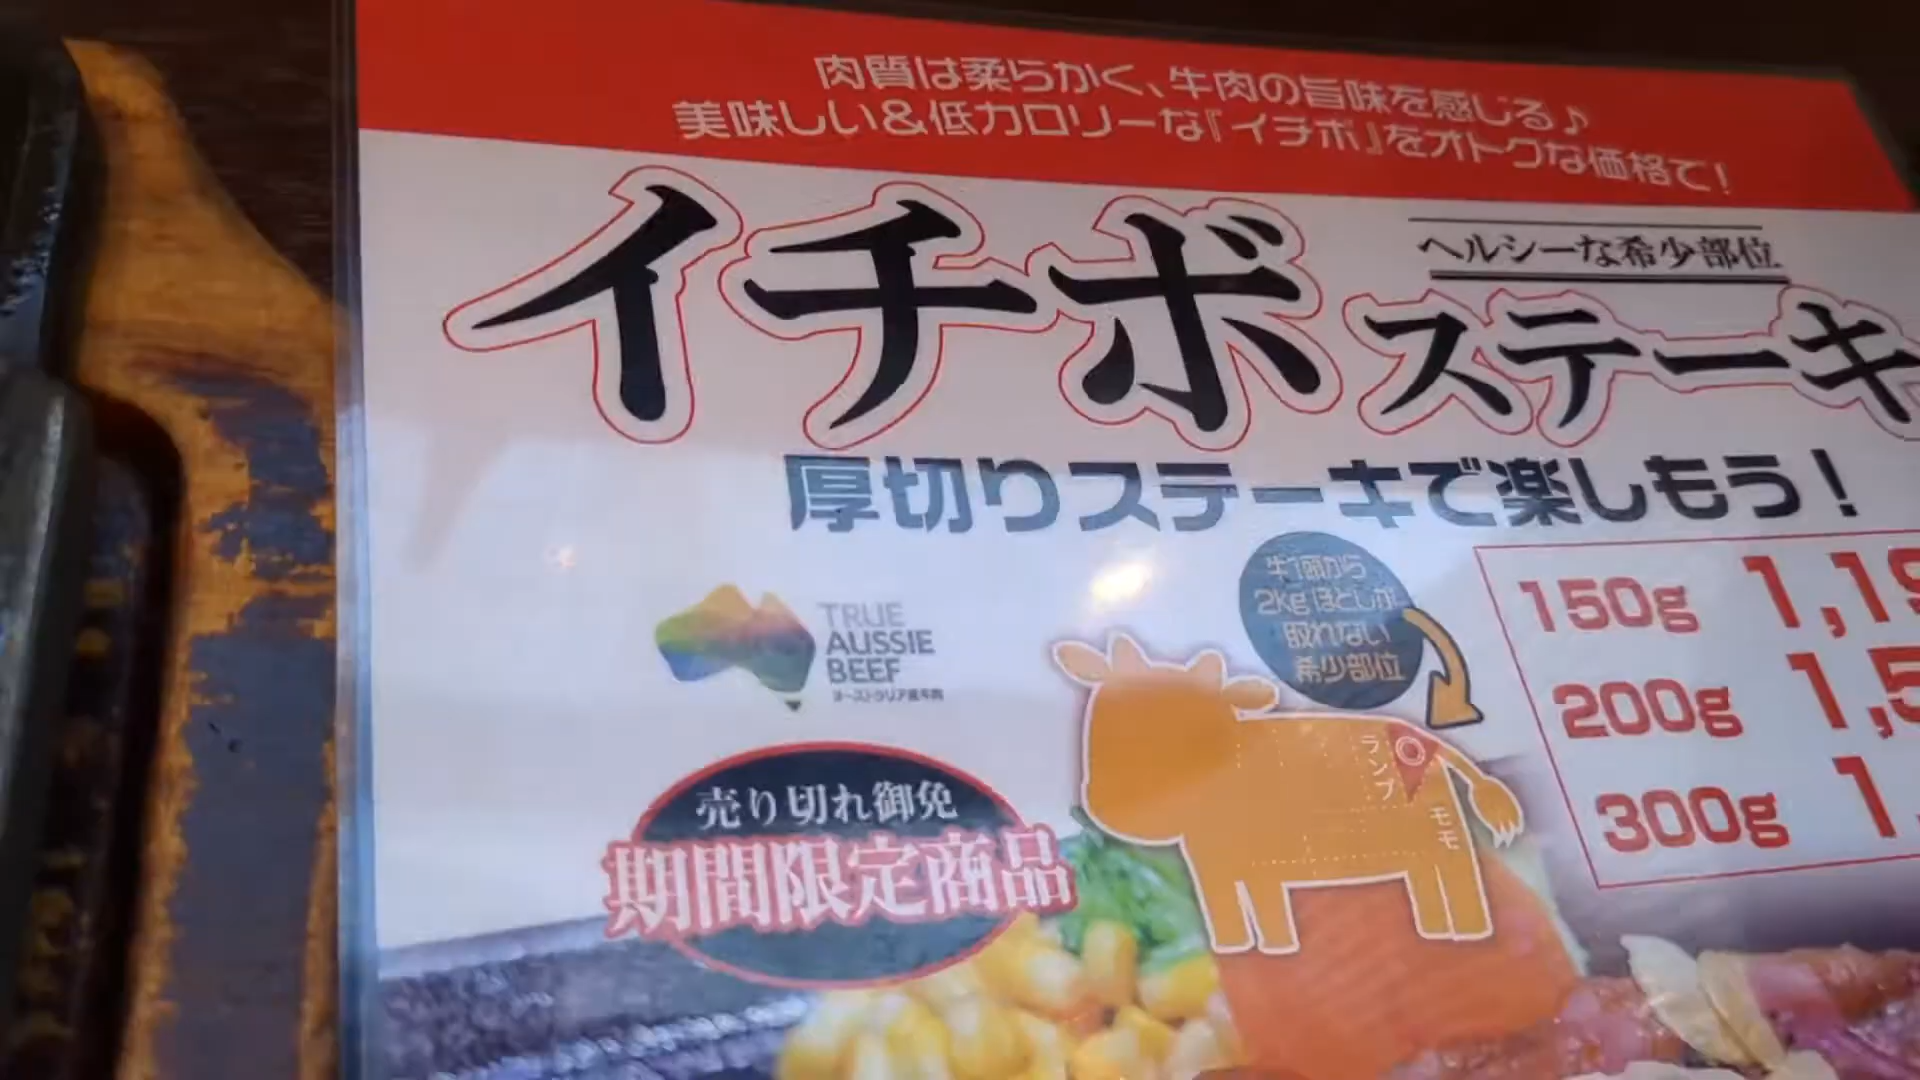 肉質は柔らかく、牛肉の旨味を感じる♪
美味しい&低カロリーな『イチボ』をオトクな価格で!
ヘルシーな希少部位
イチボステーキ
厚切りステーキで楽しもう!
TRUE
AUSSIE
BEEF
オーストラリア産牛肉
牛1頭から
2kgほどしか
取れない
希少部位
ランプ
モモ
150g 1,19
200g 1,5
300g 1
売り切れ御免
期間限定商品